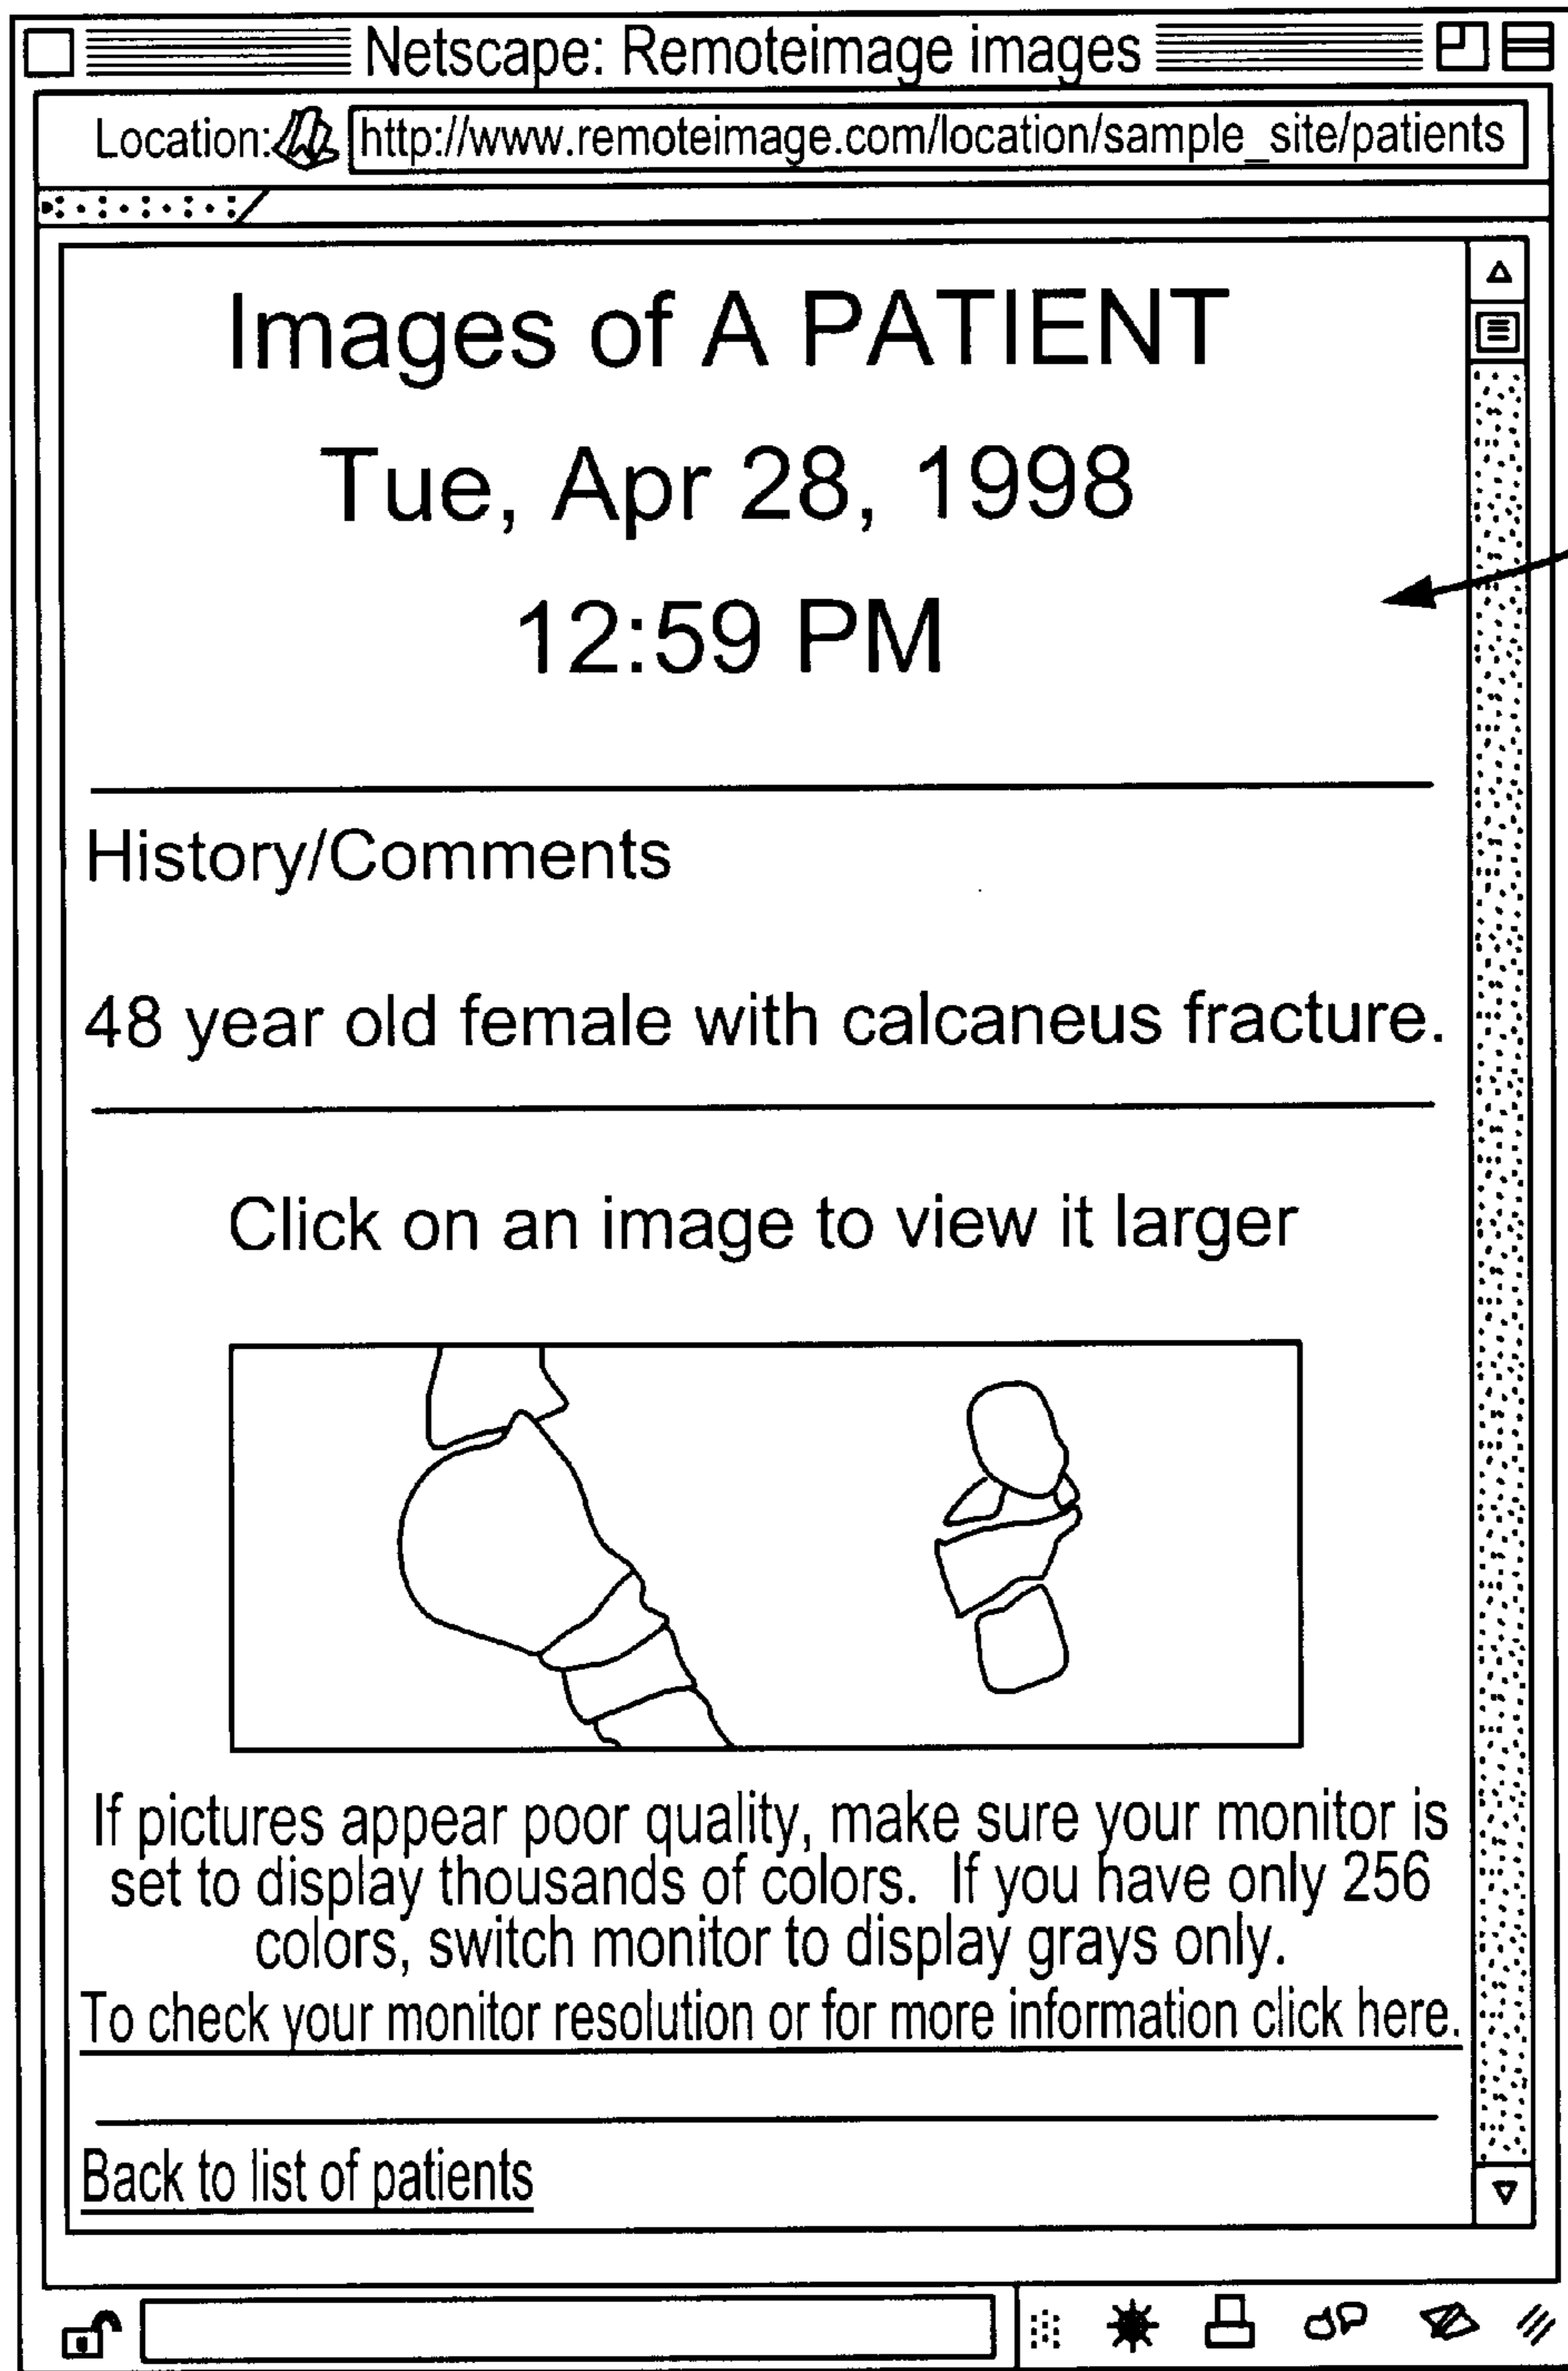 Netscape: Remoteimage images
Location: http://www.remoteimage.com/location/sample_site/patients
Images of A PATIENT
Tue, Apr 28, 1998
12:59 PM
History/Comments
48 year old female with calcaneus fracture.
Click on an image to view it larger
If pictures appear poor quality, make sure your monitor is
set to display thousands of colors. If you have only 256
colors, switch monitor to display grays only.
To check your monitor resolution or for more information click here.
Back to list of patients